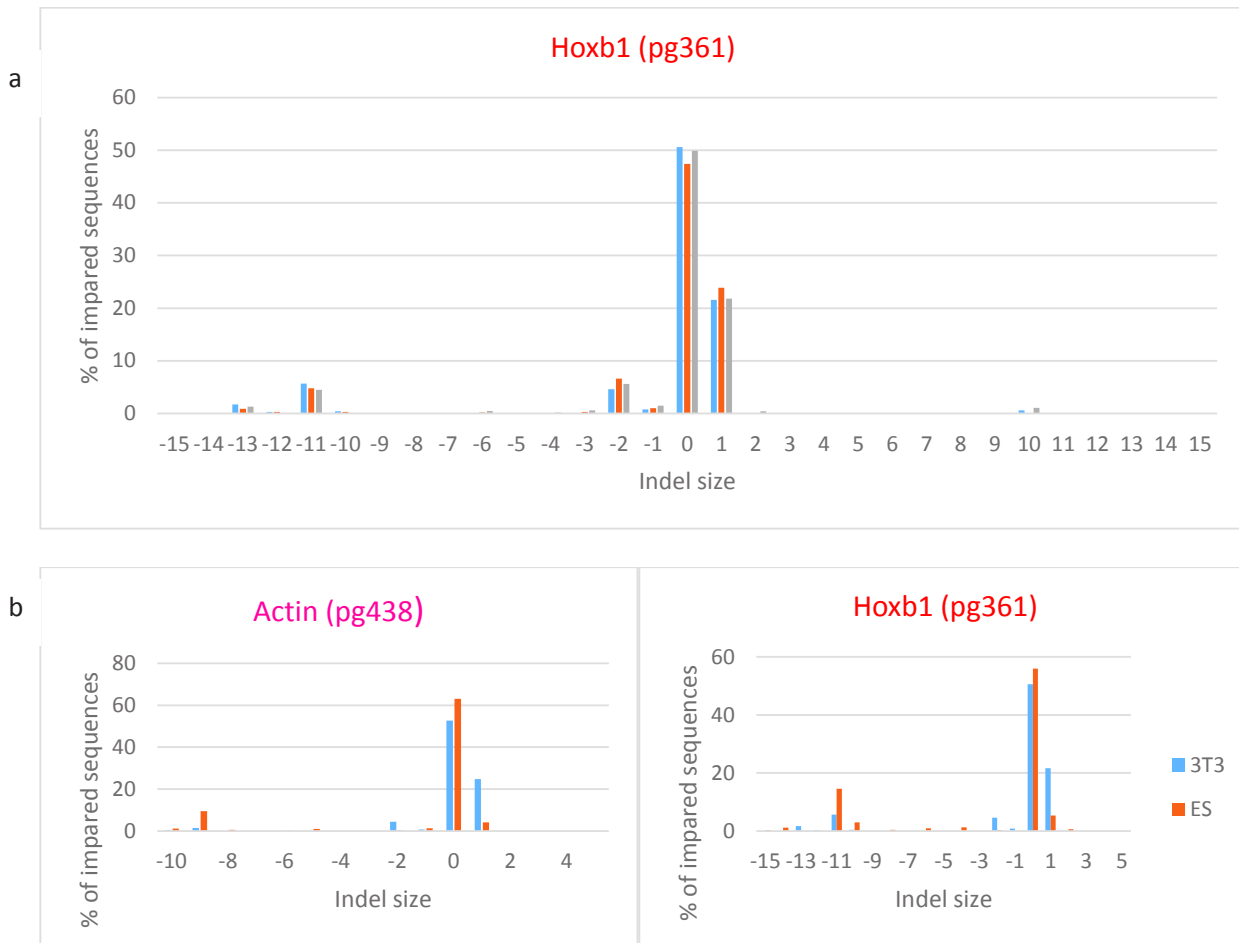 a
Hoxb1 (pg361)
% of impared sequences
60
50
40
30
20
10
0
-15 -14 -13 -12 -11 -10 -9 -8 -7 -6 -5 -4 -3 -2 -1 0 1 2 3 4 5 6 7 8 9 10 11 12 13 14 15
Indel size
b
Actin (pg438)
% of impared sequences
80
60
40
20
0
-10 -8 -6 -4 -2 0 2 4
Indel size
Hoxb1 (pg361)
% of impared sequences
60
40
20
0
-15 -13 -11 -9 -7 -5 -3 -1 1 3 5
Indel size
3T3
ES